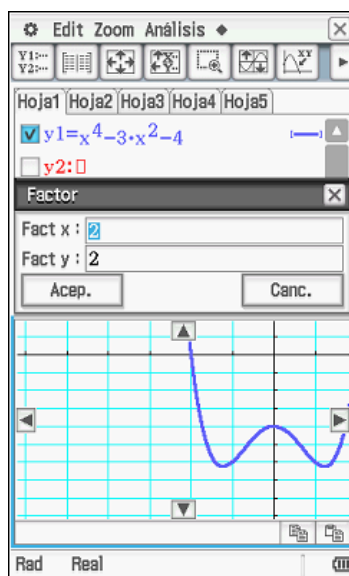 Edit Zoom Análisis
Y1:... Y2:... XY
Hoja1 Hoja2 Hoja3 Hoja4 Hoja5
y1=x⁴-3·x²-4
y2:
Factor
Fact x : 2
Fact y : 2
Acep. Canc.
Rad Real